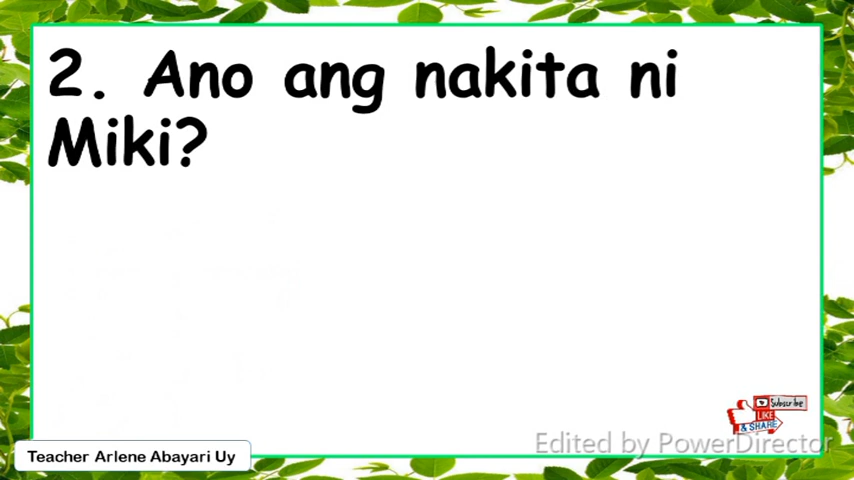 2. Ano ang nakita ni
Miki?
Subscribe
LIKE
& SHARE
Edited by PowerDirector
Teacher Arlene Abayari Uy